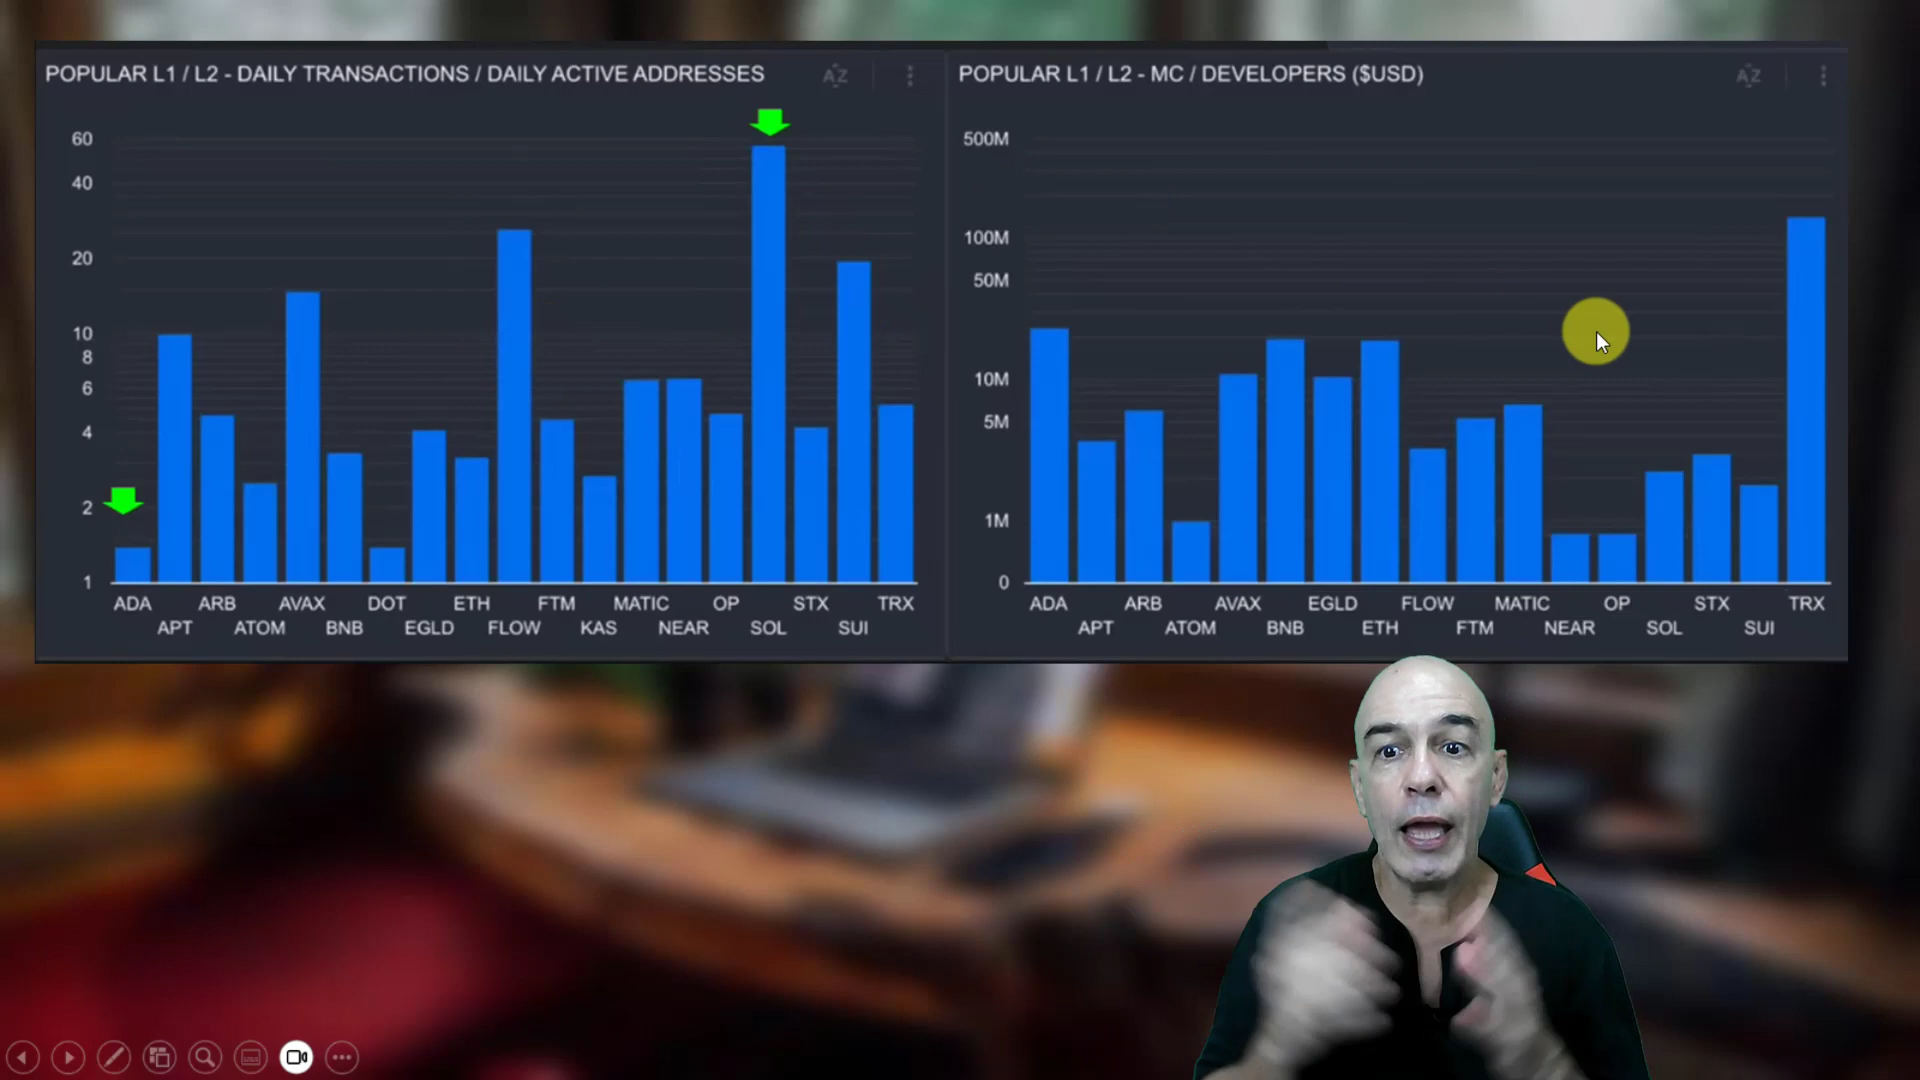 POPULAR L1 / L2 - DAILY TRANSACTIONS / DAILY ACTIVE ADDRESSES
AZ
60
40
20
10
8
6
4
2
1
ADA ARB AVAX DOT ETH FTM MATIC OP STX TRX
APT ATOM BNB EGLD FLOW KAS NEAR SOL SUI
POPULAR L1 / L2 - MC / DEVELOPERS ($USD)
AZ
500M
100M
50M
10M
5M
1M
0
ADA ARB AVAX EGLD FLOW MATIC OP STX TRX
APT ATOM BNB ETH FTM NEAR SOL SUI